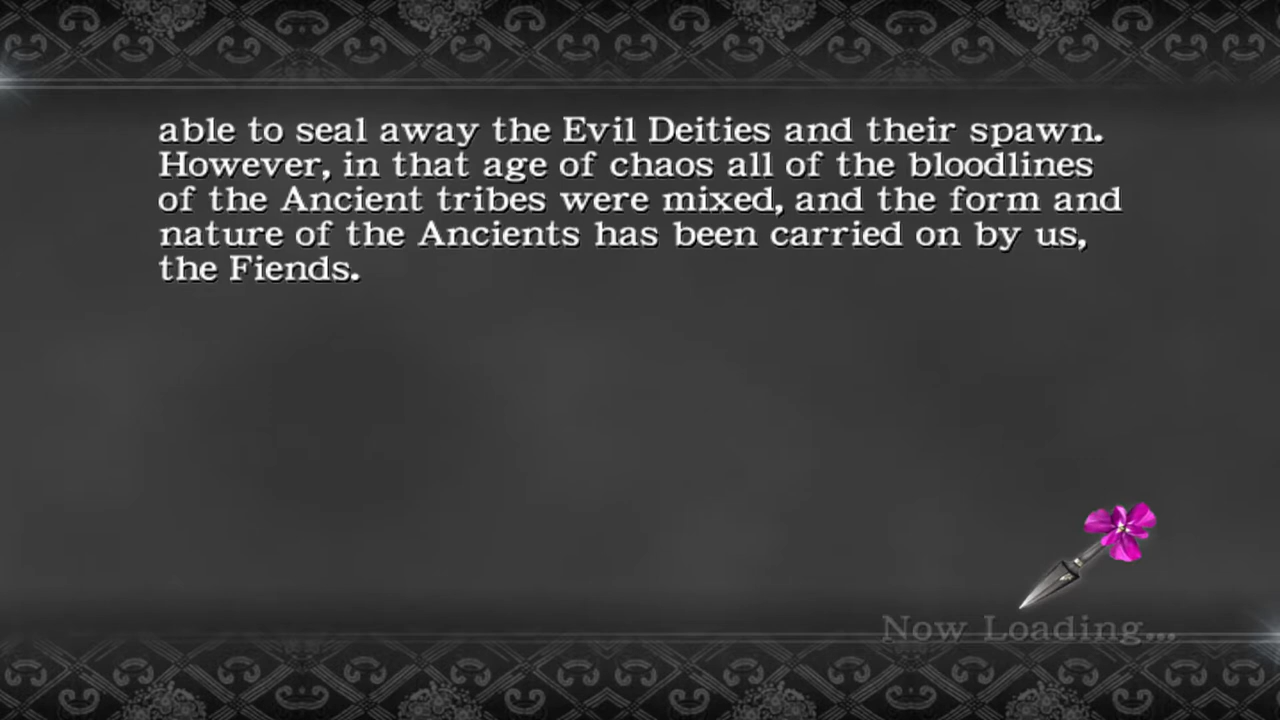 able to seal away the Evil Deities and their spawn.
However, in that age of chaos all of the bloodlines
of the Ancient tribes were mixed, and the form and
nature of the Ancients has been carried on by us,
the Fiends.
Now Loading...